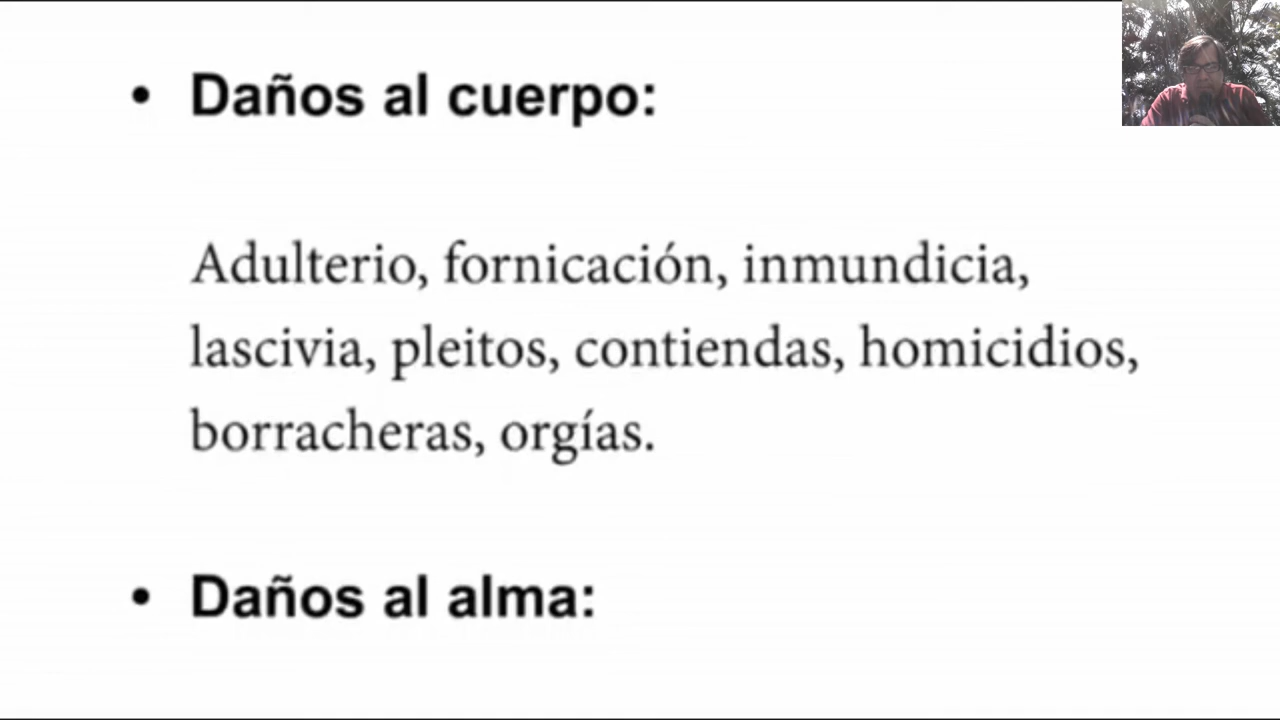 • Daños al cuerpo:
Adulterio, fornicación, inmundicia,
lascivia, pleitos, contiendas, homicidios,
borracheras, orgías.
• Daños al alma: